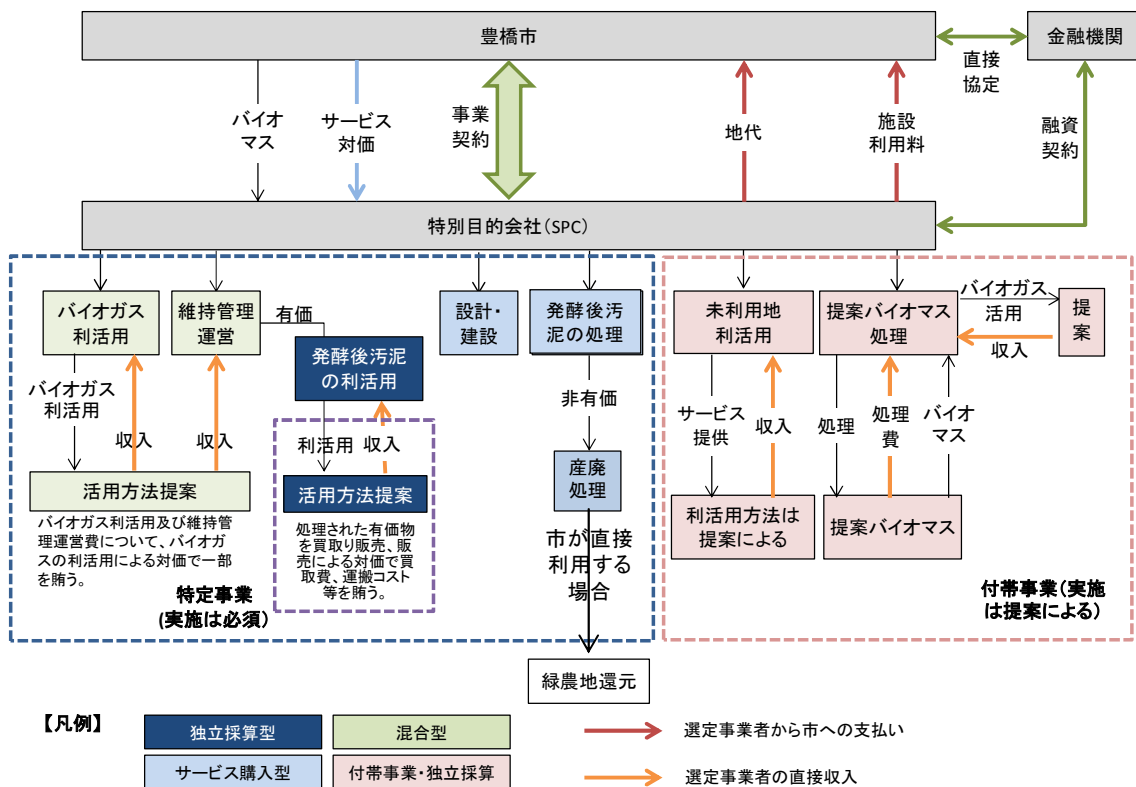 豊橋市
金融機関
直接
協定
バイオ
マス
サービス
対価
事業
契約
地代
施設
利用料
融資
契約
特別目的会社(SPC)
バイオガス
利活用
維持管理
運営
有価
発酵後汚泥
の利活用
設計・
建設
発酵後汚
泥の処理
未利用地
利活用
提案バイオマス
処理
バイオガス
活用
収入
提
案
バイオガス
利活用
収入
収入
利活用
収入
非有価
サービス
提供
収入
処理
処理
費
バイオ
マス
活用方法提案
活用方法提案
産廃
処理
利活用方法は
提案による
提案バイオマス
バイオガス利活用及び維持管
理運営費について、バイオガ
スの利活用による対価で一部
を賄う。
処理された有価物
を買取り販売、販
売による対価で買
取費、運搬コスト
等を賄う。
市が直接
利用する
場合
特定事業
(実施は必須)
付帯事業(実施
は提案による)
緑農地還元
【凡例】
独立採算型
混合型
サービス購入型
付帯事業・独立採算
選定事業者から市への支払い
選定事業者の直接収入